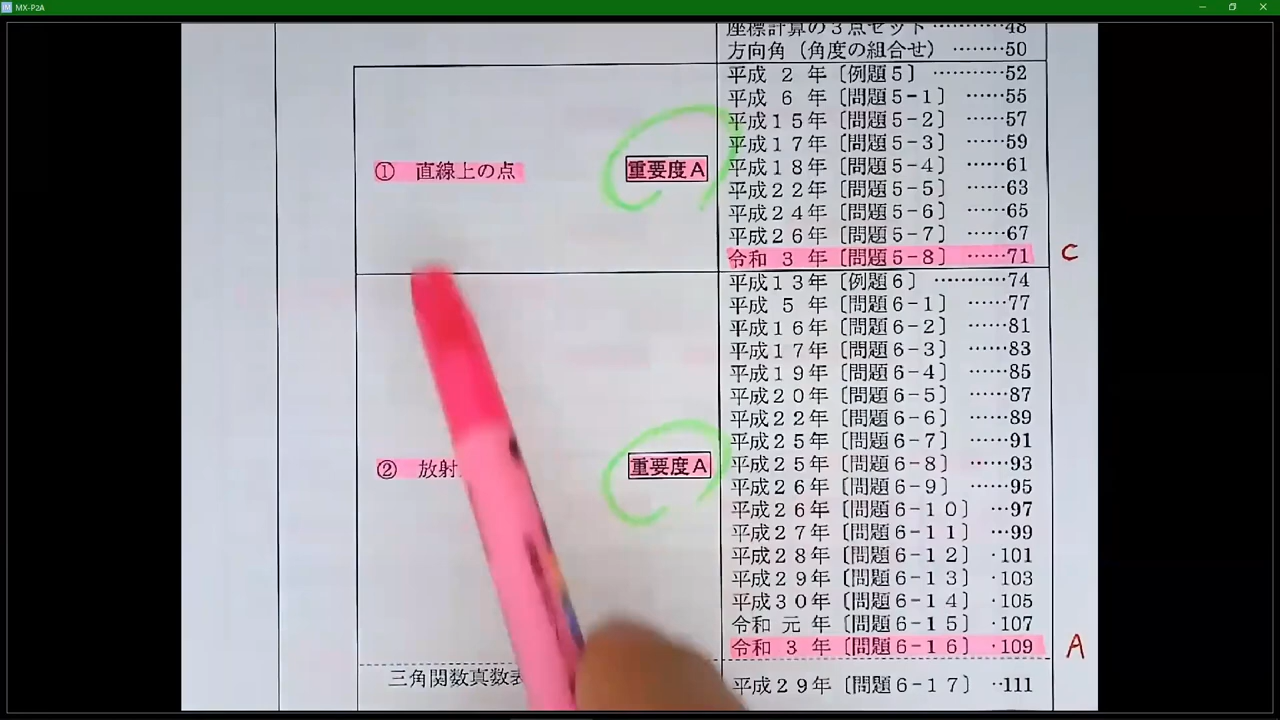 MX-P2A
座標計算の3点セット ………48
方向角（角度の組合せ） ………50
① 直線上の点
重要度A
平成 2 年〔例題5〕 …………52
平成 6 年〔問題5-1〕 ……55
平成15年〔問題5-2〕 ……57
平成17年〔問題5-3〕 ……59
平成18年〔問題5-4〕 ……61
平成22年〔問題5-5〕 ……63
平成24年〔問題5-6〕 ……65
平成26年〔問題5-7〕 ……67
令和 3 年〔問題5-8〕 ……71
C
② 放射
重要度A
平成13年〔例題6〕 …………74
平成 5 年〔問題6-1〕 ……77
平成16年〔問題6-2〕 ……81
平成17年〔問題6-3〕 ……83
平成19年〔問題6-4〕 ……85
平成20年〔問題6-5〕 ……87
平成22年〔問題6-6〕 ……89
平成25年〔問題6-7〕 ……91
平成25年〔問題6-8〕 ……93
平成26年〔問題6-9〕 ……95
平成26年〔問題6-10〕 …97
平成27年〔問題6-11〕 …99
平成28年〔問題6-12〕 ·101
平成29年〔問題6-13〕 ·103
平成30年〔問題6-14〕 ·105
令和 元 年〔問題6-15〕 ·107
令和 3 年〔問題6-16〕 ·109
A
三角関数真数表
平成29年〔問題6-17〕 ··111